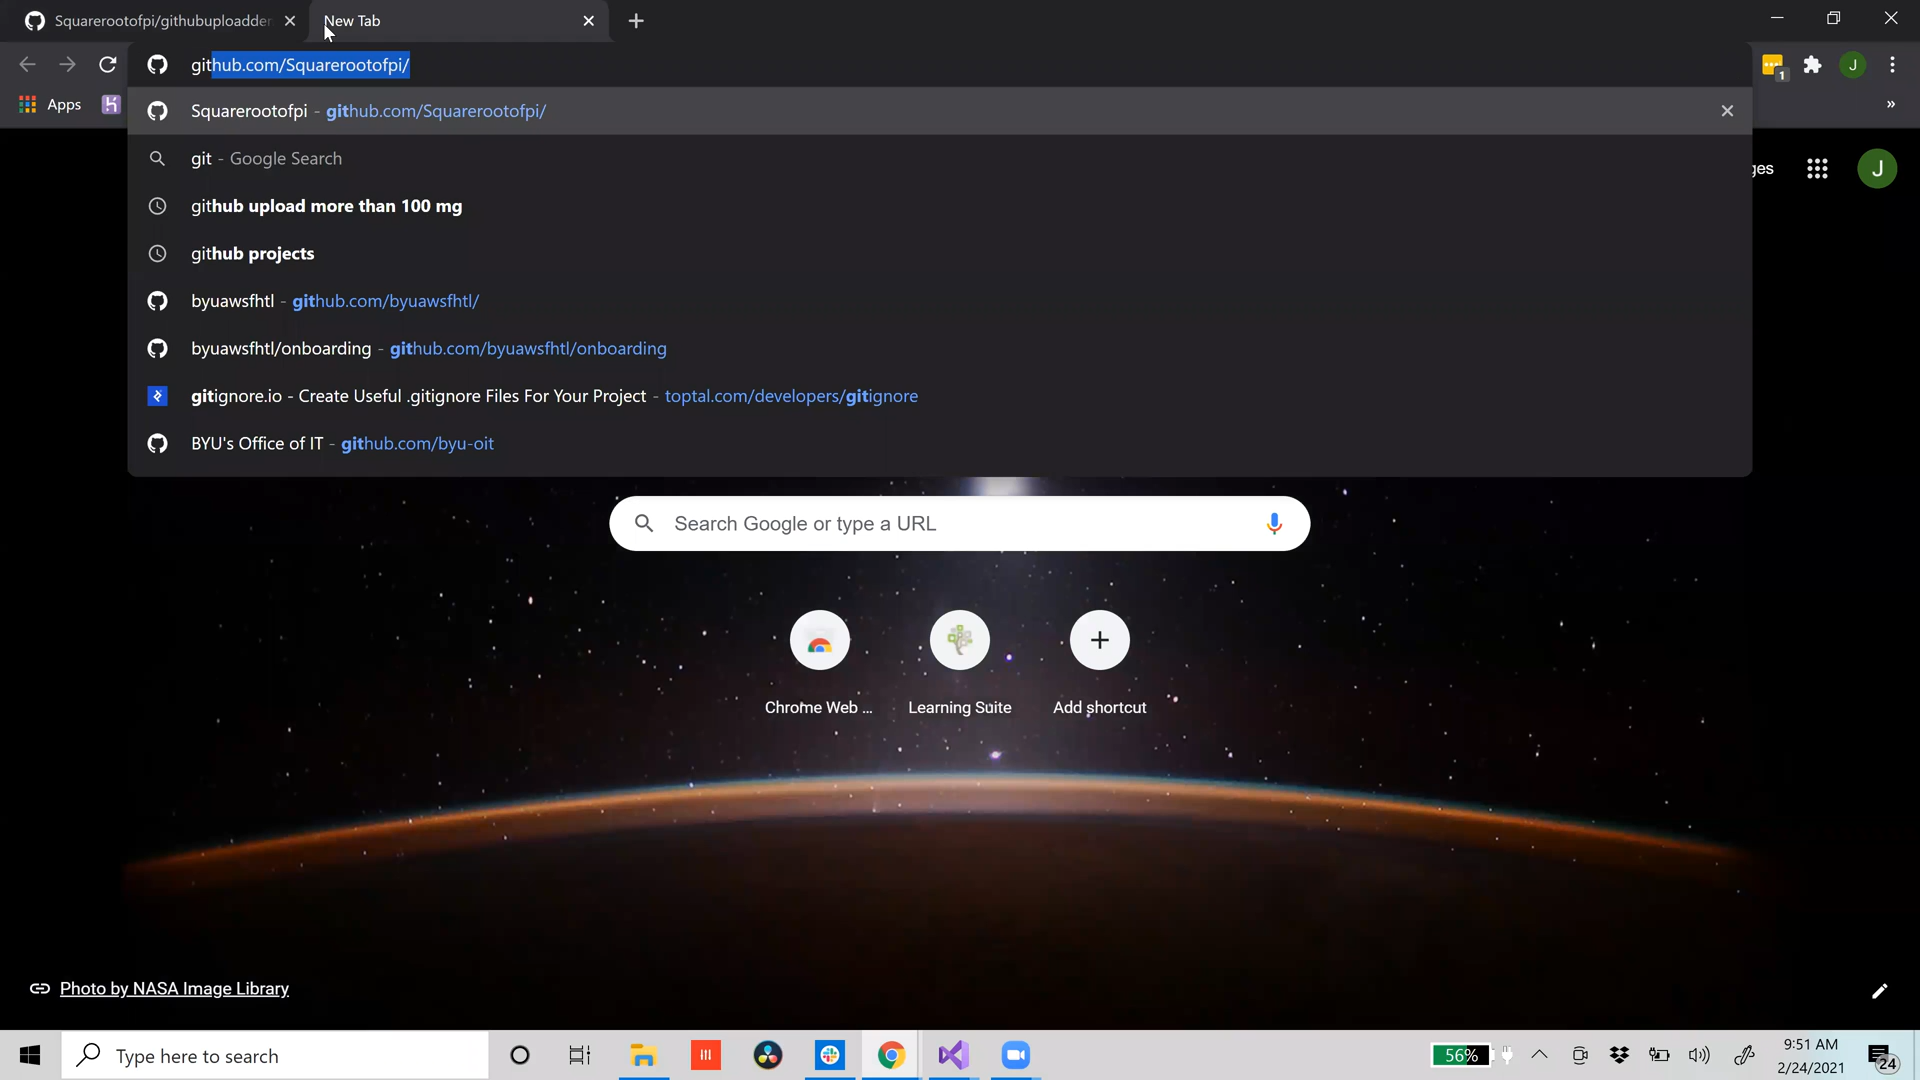 Squarerootofpi/githubuploadder
New Tab
github.com/Squarerootofpi/
1
J
Apps
Squarerootofpi - github.com/Squarerootofpi/
git - Google Search
ges
J
github upload more than 100 mg
github projects
byuawsfhtl - github.com/byuawsfhtl/
byuawsfhtl/onboarding - github.com/byuawsfhtl/onboarding
gitignore.io - Create Useful .gitignore Files For Your Project - toptal.com/developers/gitignore
BYU's Office of IT - github.com/byu-oit
Search Google or type a URL
Chrome Web ...
Learning Suite
Add shortcut
Photo by NASA Image Library
Type here to search
56%
9:51 AM
2/24/2021
24